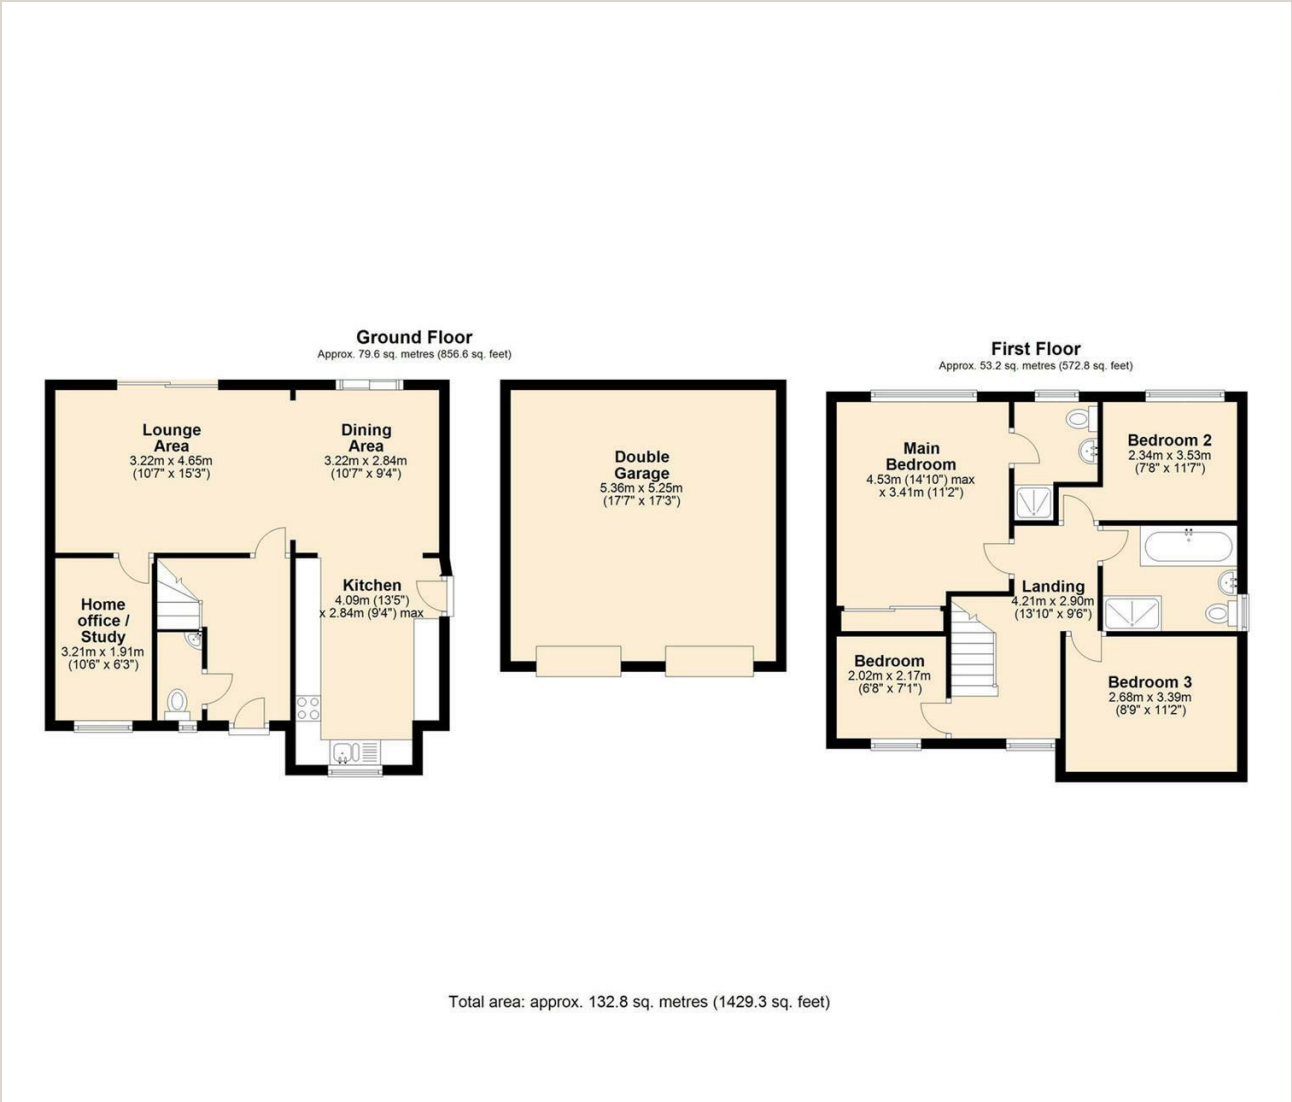 Ground Floor
Approx. 79.6 sq. metres (856.6 sq. feet)
Lounge
Area
3.22m x 4.65m
(10'7" x 15'3")
Dining
Area
3.22m x 2.84m
(10'7" x 9'4")
Home
office /
Study
3.21m x 1.91m
(10'6" x 6'3")
Kitchen
4.09m (13'5")
x 2.84m (9'4") max
Double
Garage
5.36m x 5.25m
(17'7" x 17'3")
First Floor
Approx. 53.2 sq. metres (572.8 sq. feet)
Main
Bedroom
4.53m (14'10") max
x 3.41m (11'2")
Bedroom 2
2.34m x 3.53m
(7'8" x 11'7")
Landing
4.21m x 2.90m
(13'10" x 9'6")
Bedroom
2.02m x 2.17m
(6'8" x 7'1")
Bedroom 3
2.68m x 3.39m
(8'9" x 11'2")
Total area: approx. 132.8 sq. metres (1429.3 sq. feet)